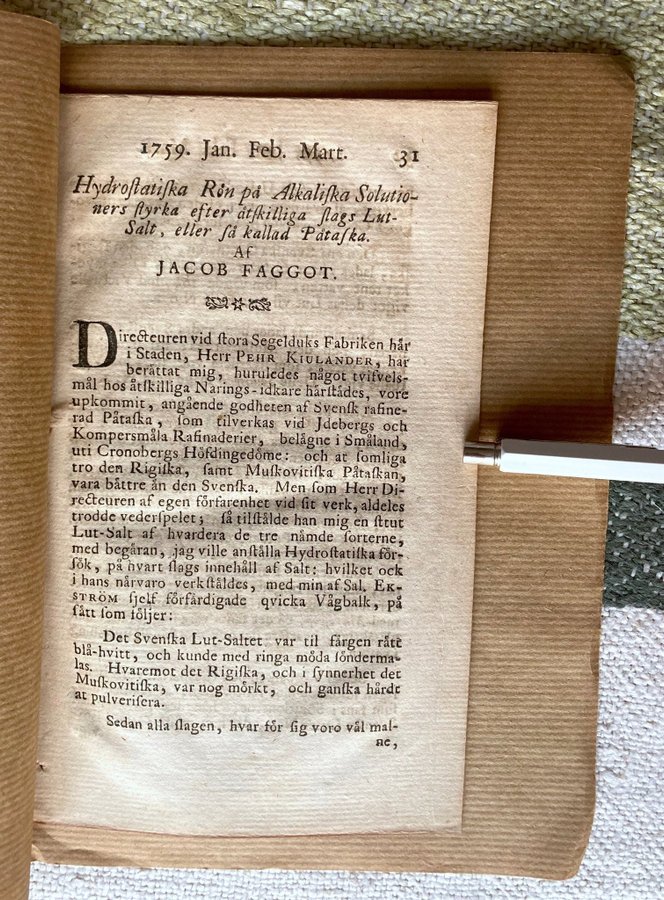 1759. Jan. Feb. Mart. 31
Hydroſtatiſka Rön på Alkaliſka Solutio-
ners ſtyrka efter åtſkilliga ſlags Lut-
Salt, eller ſå kallad Påtaſka.
Af
JACOB FAGGOT.
Directeuren vid ſtora Segelduks Fabriken här
i Staden, Herr PEHR KIULANDER, har
berättat mig, huruledes något tvifvels-
mål hos åtſkilliga Närings-idkare härſtädes, vore
upkommit, angående godheten af Svenſk rafine-
rad Påtaſka, ſom tilverkas vid Jdebergs och
Kompersmåla Rafinaderier, belägne i Småland,
uti Cronobergs Höfdingedöme: och at ſomliga
tro den Rigiſka, ſamt Muſkovitiſka Påtaſkan,
vara båttre än den Svenſka. Men ſom Herr Di-
recteuren af egen förfarenhet vid ſit verk, aldeles
trodde vederſpelet; ſå tilſtälde han mig en ſtut
Lut-Salt af hvardera de tre nämde ſorterne,
med begäran, jag ville anſtälla Hydroſtatiſka för-
ſök, på hvart ſlags innehåll af Salt: hvilket ock
i hans närvaro verkſtäldes, med min af Sal. EK-
STRÖM ſjelf förfärdigade qvicka Vågbalk, på
ſätt ſom följer:
Det Svenſka Lut-Saltet var til färgen rätt
blå-hvitt, och kunde med ringa möda ſönderma-
las. Hvaremot det Rigiſka, och i ſynnerhet det
Muſkovitiſka, var nog mörkt, och ganſka hårdt
at pulveriſera.
Sedan alla ſlagen, hvar för ſig voro väl mal-
ne,